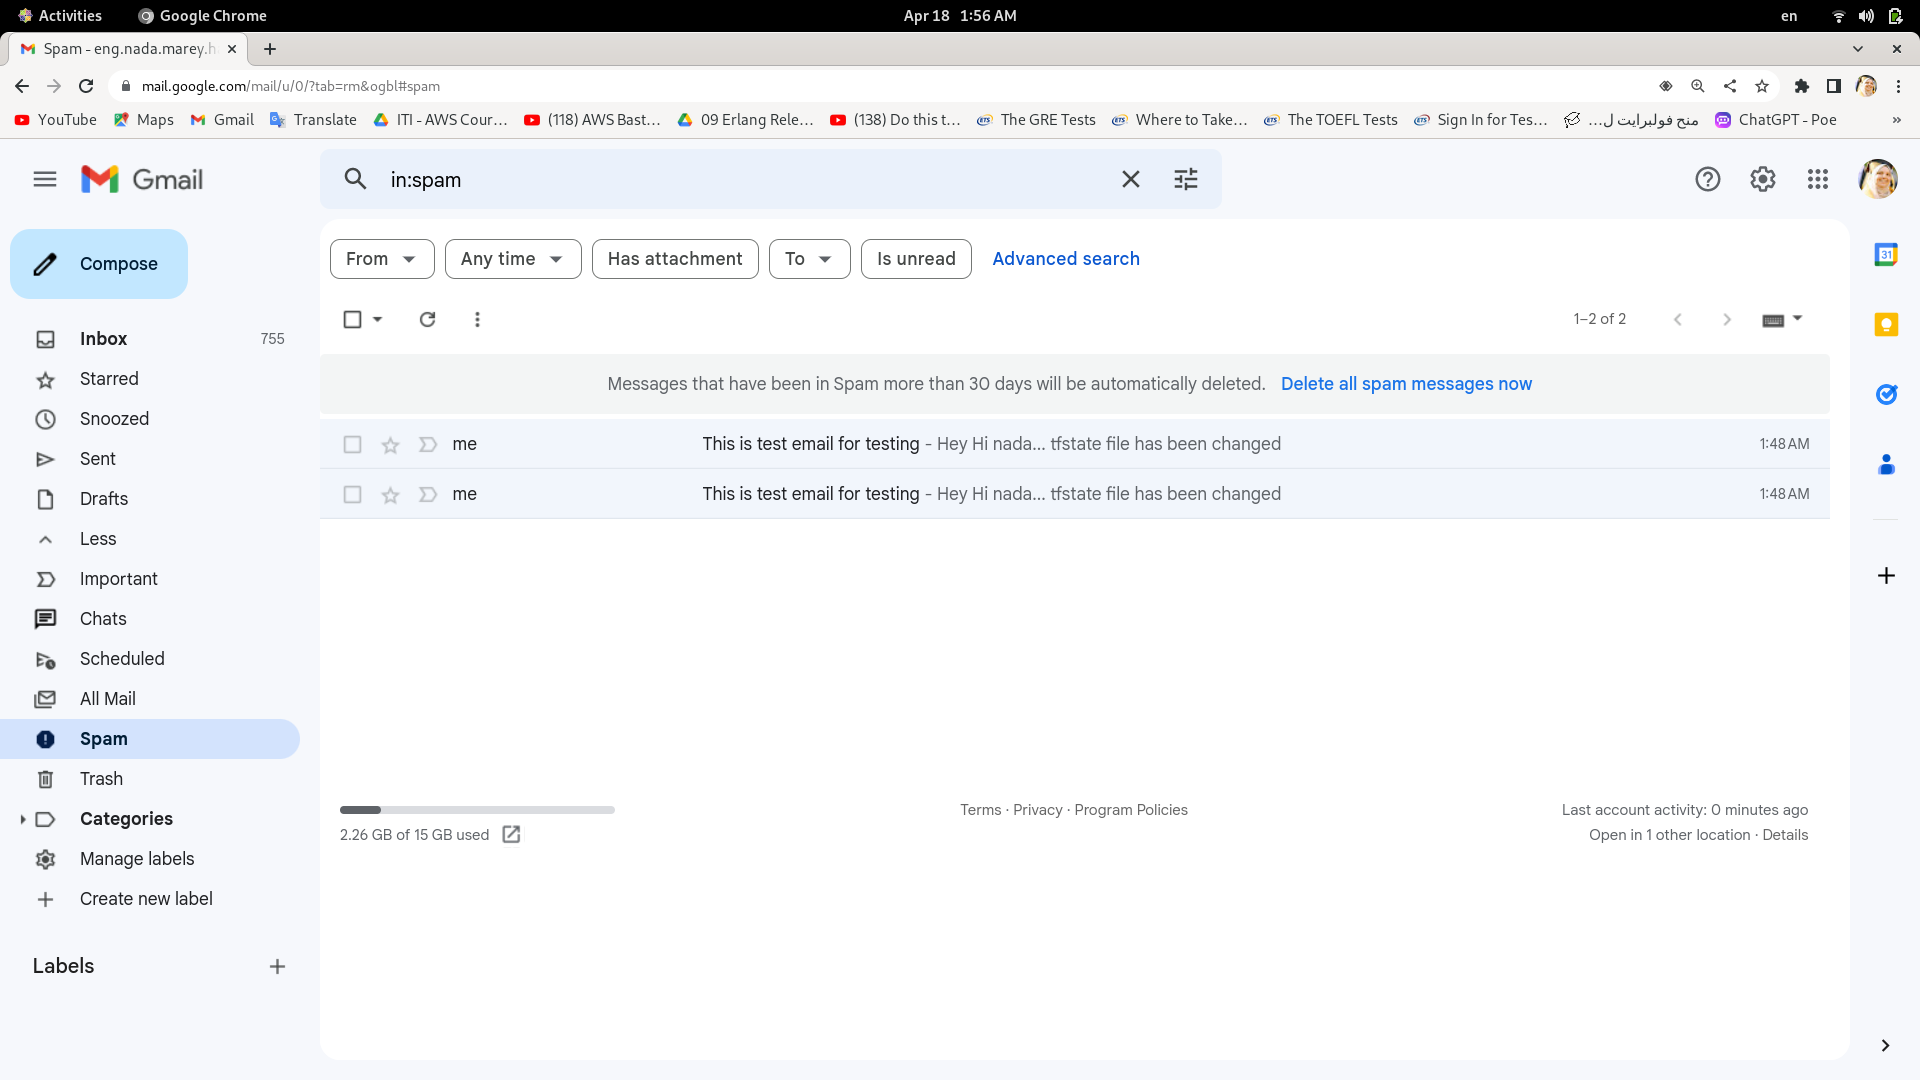 Activities Google Chrome Apr 18 1:56 AM en
Spam - eng.nada.marey.h
mail.google.com/mail/u/0/?tab=rm&ogbl#spam
YouTube Maps Gmail Translate ITI - AWS Cour… (118) AWS Bast… 09 Erlang Rele… (138) Do this t… The GRE Tests Where to Take… The TOEFL Tests Sign In for Tes… منح فولبرايت ل… ChatGPT - Poe »
Gmail
in:spam
Compose
From Any time Has attachment To Is unread Advanced search
1–2 of 2
Inbox 755
Starred
Snoozed
Sent
Drafts
Less
Important
Chats
Scheduled
All Mail
Spam
Trash
Categories
Manage labels
Create new label
Labels
Messages that have been in Spam more than 30 days will be automatically deleted. Delete all spam messages now
me This is test email for testing - Hey Hi nada... tfstate file has been changed 1:48 AM
me This is test email for testing - Hey Hi nada... tfstate file has been changed 1:48 AM
Terms · Privacy · Program Policies
Last account activity: 0 minutes ago
2.26 GB of 15 GB used
Open in 1 other location · Details
31